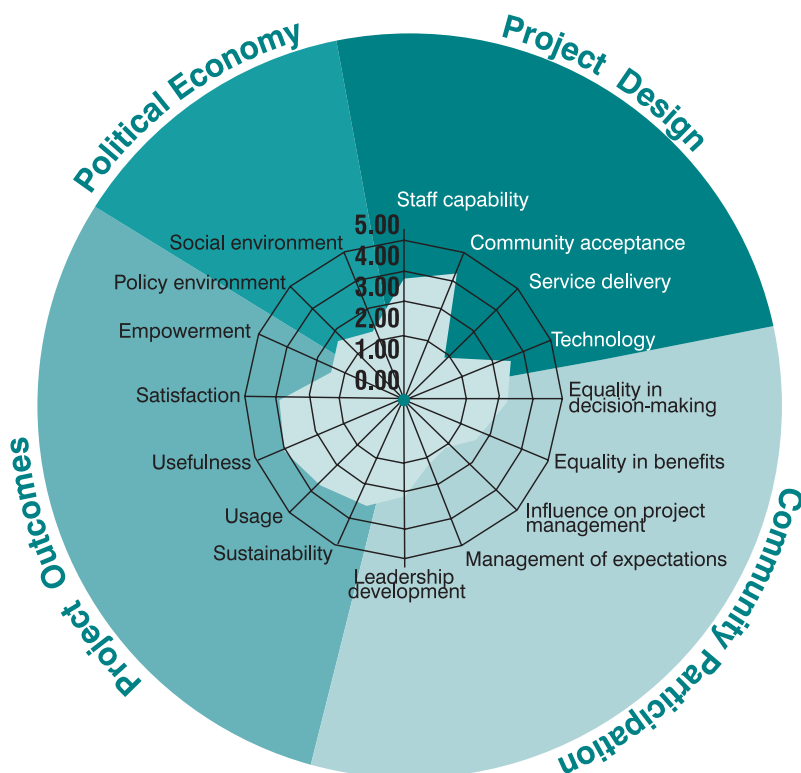 Political Economy
Project Design
Staff capability
5.00
Social environment
Community acceptance
4.00
Policy environment
Service delivery
3.00
Empowerment
2.00
Technology
1.00
0.00
Satisfaction
Equality in
decision-making
Usefulness
Equality in benefits
Usage
Influence on project
management
Sustainability
Management of expectations
Leadership
development
Project Outcomes
Community Participation